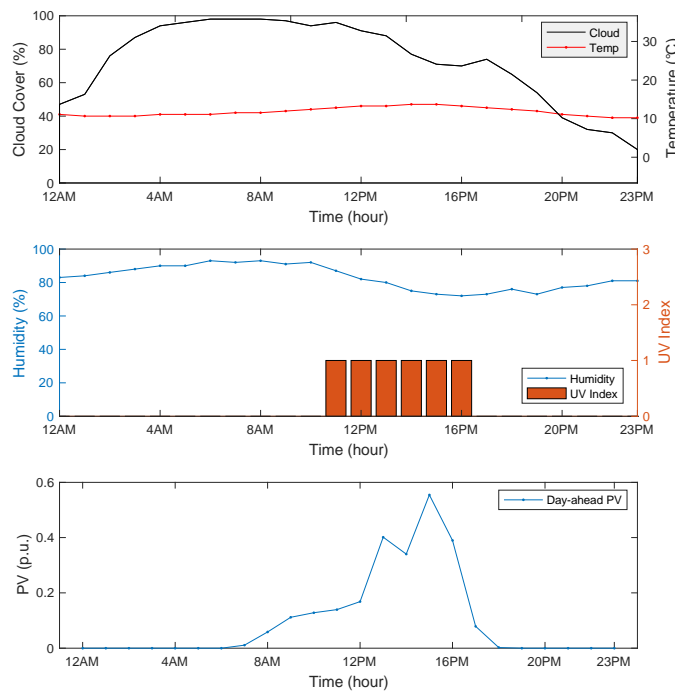 100
80
60
40
20
0
Cloud Cover (%)
30
20
10
0
Temperature (℃)
Cloud
Temp
12AM 4AM 8AM 12PM 16PM 20PM 23PM
Time (hour)
100
80
60
40
20
0
Humidity (%)
3
2
1
0
UV Index
Humidity
UV Index
12AM 4AM 8AM 12PM 16PM 20PM 23PM
Time (hour)
0.6
0.4
0.2
0
PV (p.u.)
Day-ahead PV
12AM 4AM 8AM 12PM 16PM 20PM 23PM
Time (hour)